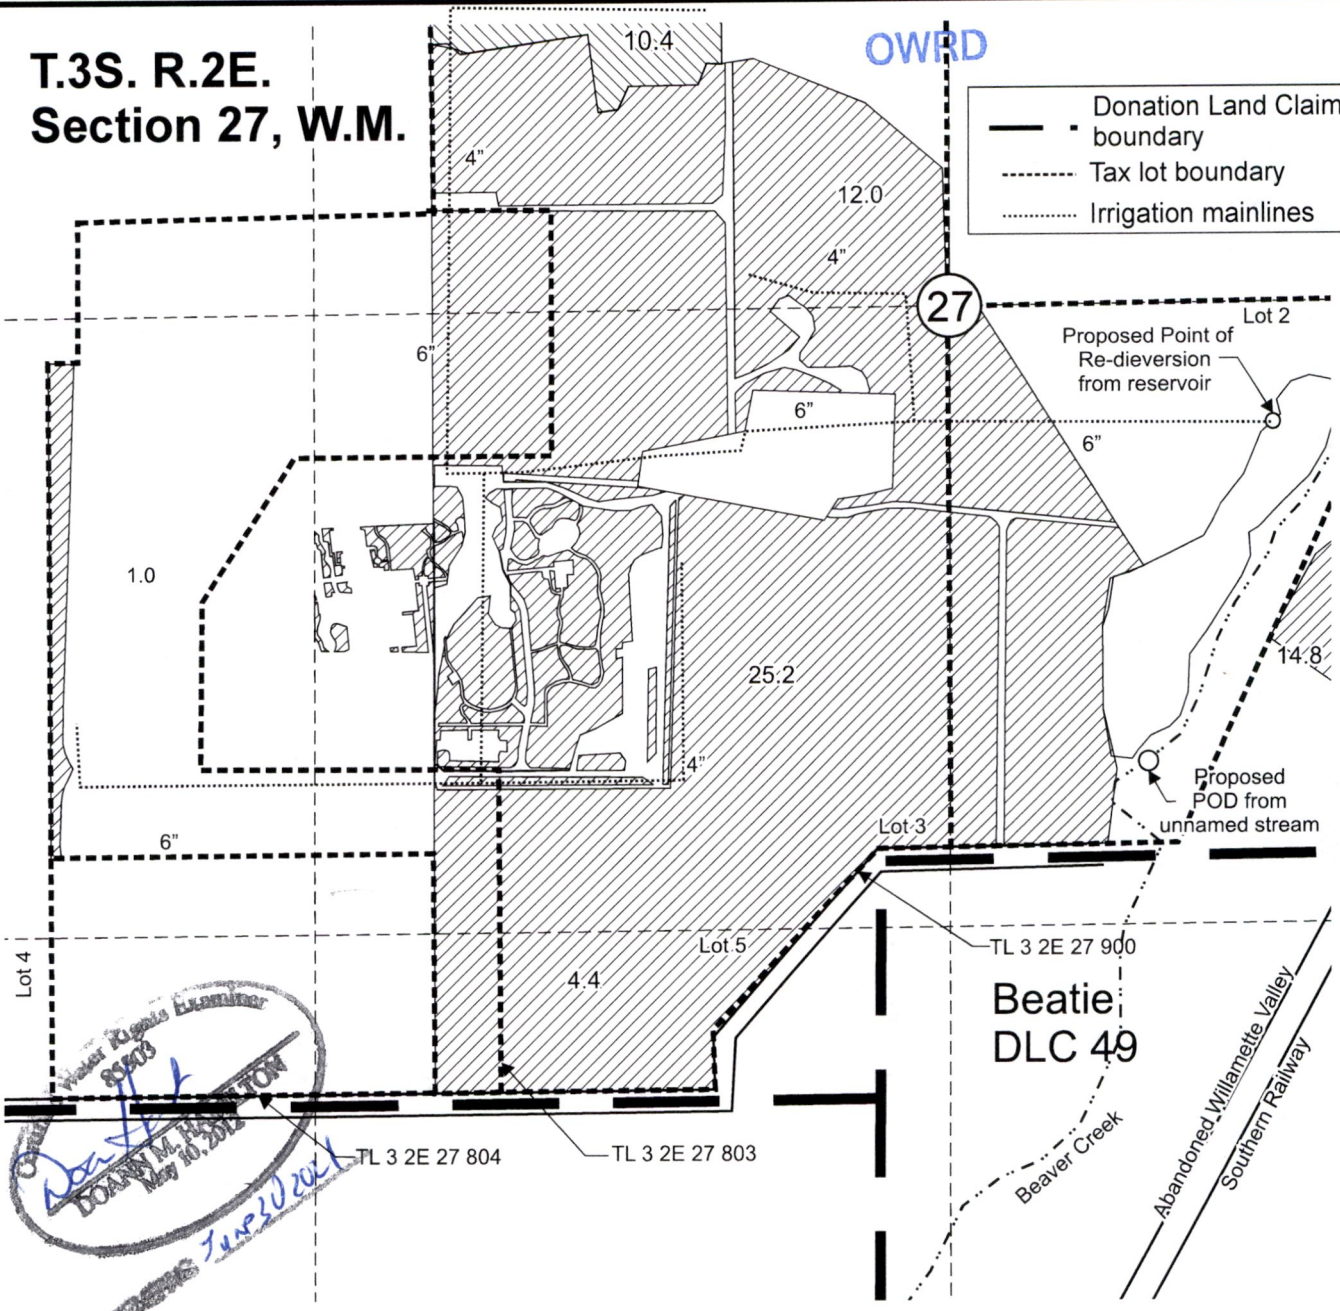 T.3S. R.2E.
Section 27, W.M.
OWRD
Donation Land Claim
boundary
Tax lot boundary
Irrigation mainlines
10.4
4"
12.0
4"
27
Lot 2
Proposed Point of
Re-dieversion
from reservoir
6"
6"
6"
1.0
25.2
14.8
4"
Proposed
POD from
unnamed stream
6"
Lot 3
Lot 4
Lot 5
4.4
TL 3 2E 27 900
Beatie
DLC 49
TL 3 2E 27 804
TL 3 2E 27 803
Beaver Creek
Abandoned Willamette Valley
Southern Railway
Water Rights Examiner
85503
DOANN M. HAMILTON
May 10, 2012
June 30 2021